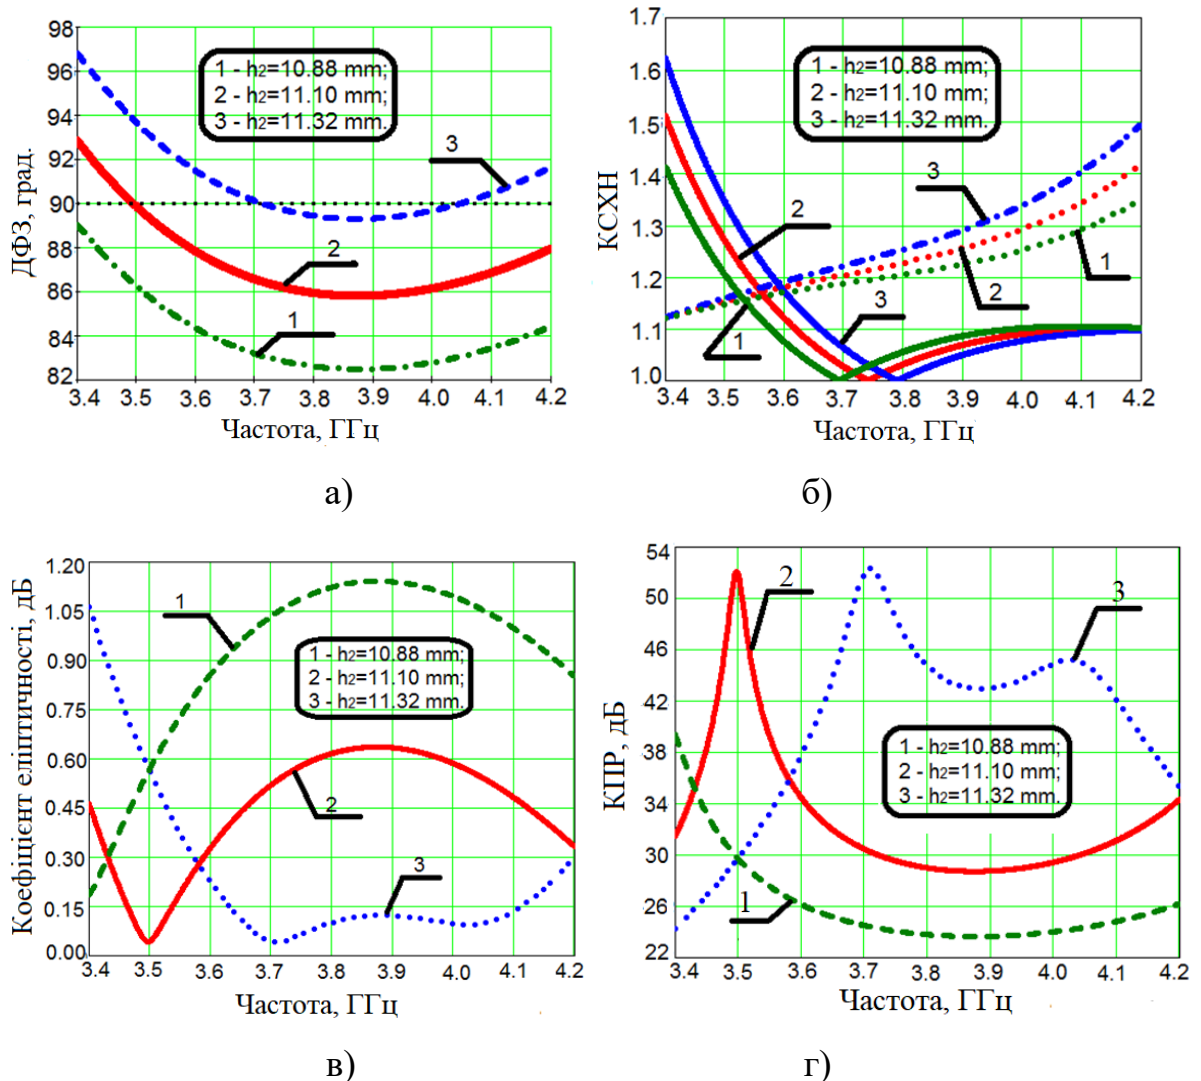 98
96
94
92
90
88
86
84
82
ДФЗ, град.
1 - h2=10.88 mm;
2 - h2=11.10 mm;
3 - h2=11.32 mm.
3
2
1
3.4 3.5 3.6 3.7 3.8 3.9 4.0 4.1 4.2
Частота, ГГц
а)
1.7
1.6
1.5
1.4
1.3
1.2
1.1
1.0
КСХН
1 - h2=10.88 mm;
2 - h2=11.10 mm;
3 - h2=11.32 mm.
3
2
1
2
3
1
3.4 3.5 3.6 3.7 3.8 3.9 4.0 4.1 4.2
Частота, ГГц
б)
1.20
1.05
0.90
0.75
0.60
0.45
0.30
0.15
0.00
Коефіцієнт еліптичності, дБ
1
1 - h2=10.88 mm;
2 - h2=11.10 mm;
3 - h2=11.32 mm.
2
3
3.4 3.5 3.6 3.7 3.8 3.9 4.0 4.1 4.2
Частота, ГГц
в)
54
50
46
42
38
34
30
26
22
КПР, дБ
2
3
1 - h2=10.88 mm;
2 - h2=11.10 mm;
3 - h2=11.32 mm.
1
3.4 3.5 3.6 3.7 3.8 3.9 4.0 4.1 4.2
Частота, ГГц
г)